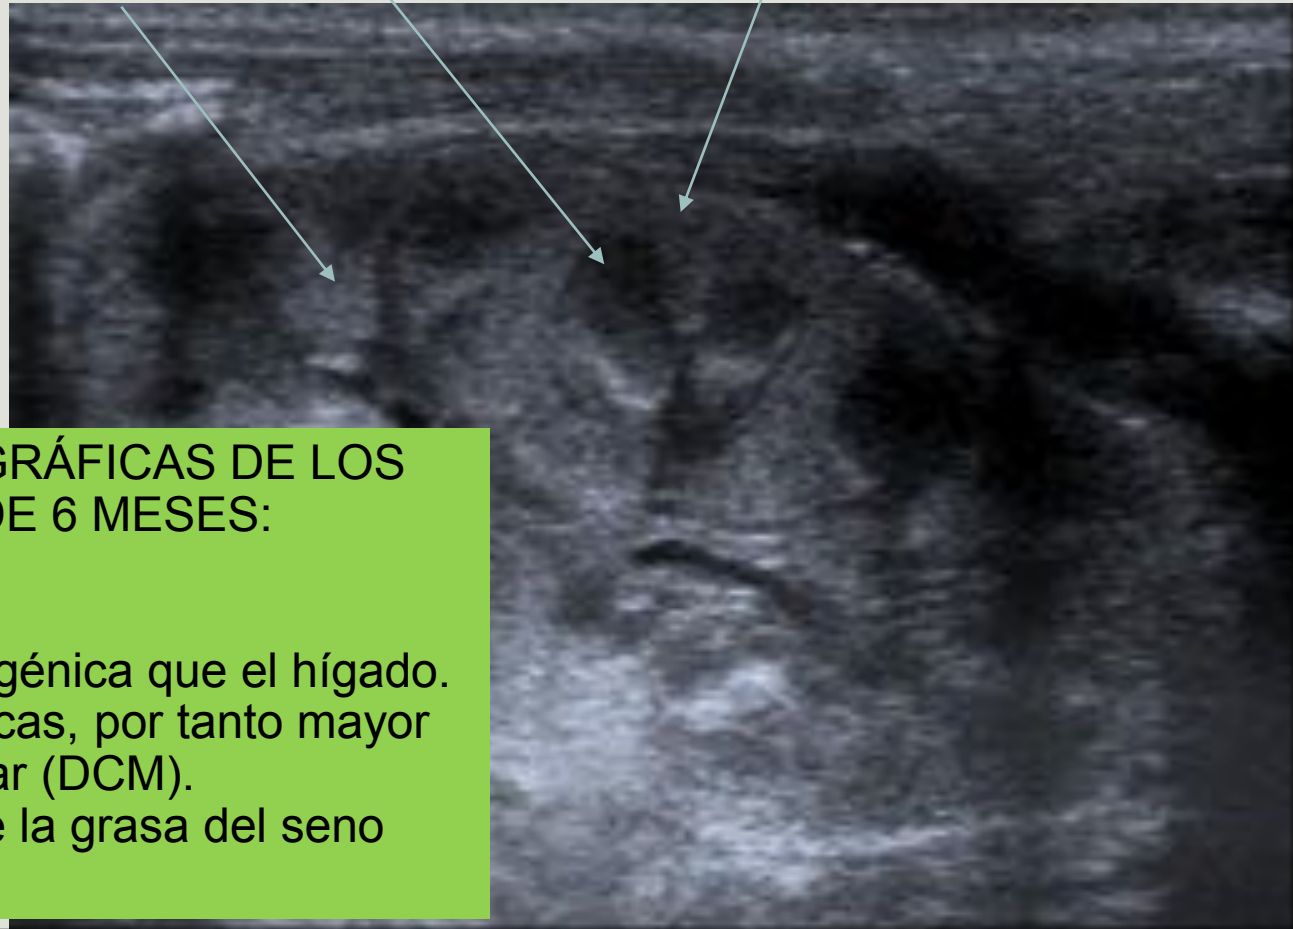 GRÁFICAS DE LOS
DE 6 MESES:
génica que el hígado.
cas, por tanto mayor
ar (DCM).
e la grasa del seno